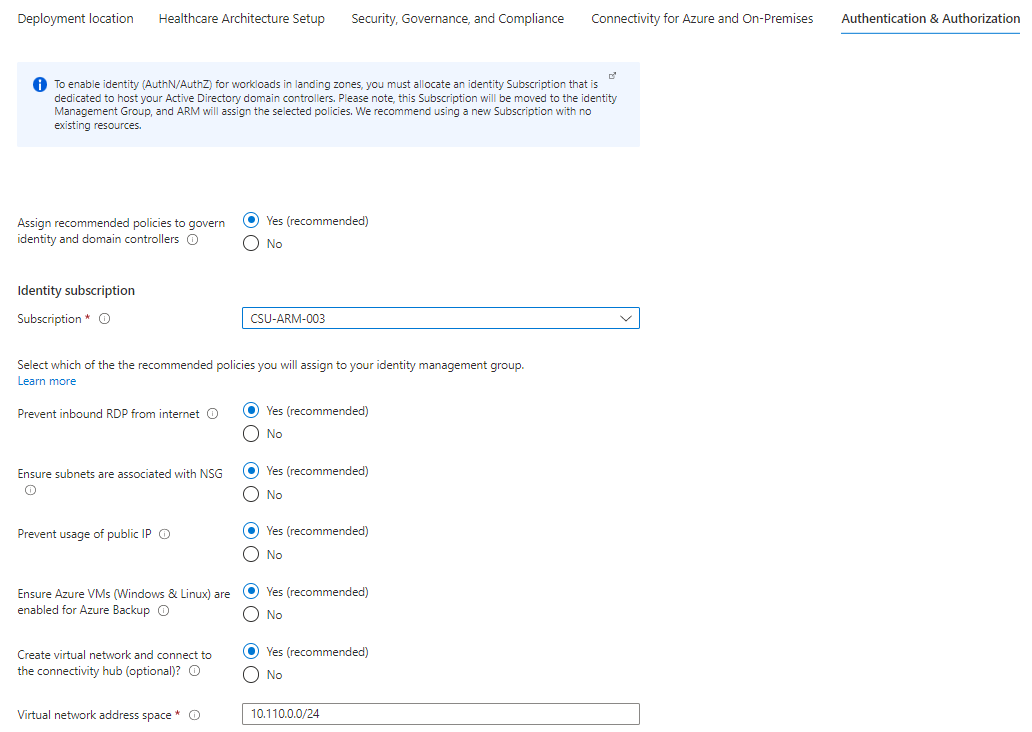 Deployment location Healthcare Architecture Setup Security, Governance, and Compliance Connectivity for Azure and On-Premises Authentication & Authorization
To enable identity (AuthN/AuthZ) for workloads in landing zones, you must allocate an identity Subscription that is
dedicated to host your Active Directory domain controllers. Please note, this Subscription will be moved to the identity
Management Group, and ARM will assign the selected policies. We recommend using a new Subscription with no
existing resources.
Assign recommended policies to govern
identity and domain controllers
Yes (recommended)
No
Identity subscription
Subscription *
CSU-ARM-003
Select which of the the recommended policies you will assign to your identity management group.
Learn more
Prevent inbound RDP from internet
Yes (recommended)
No
Ensure subnets are associated with NSG
Yes (recommended)
No
Prevent usage of public IP
Yes (recommended)
No
Ensure Azure VMs (Windows & Linux) are
enabled for Azure Backup
Yes (recommended)
No
Create virtual network and connect to
the connectivity hub (optional)?
Yes (recommended)
No
Virtual network address space *
10.110.0.0/24